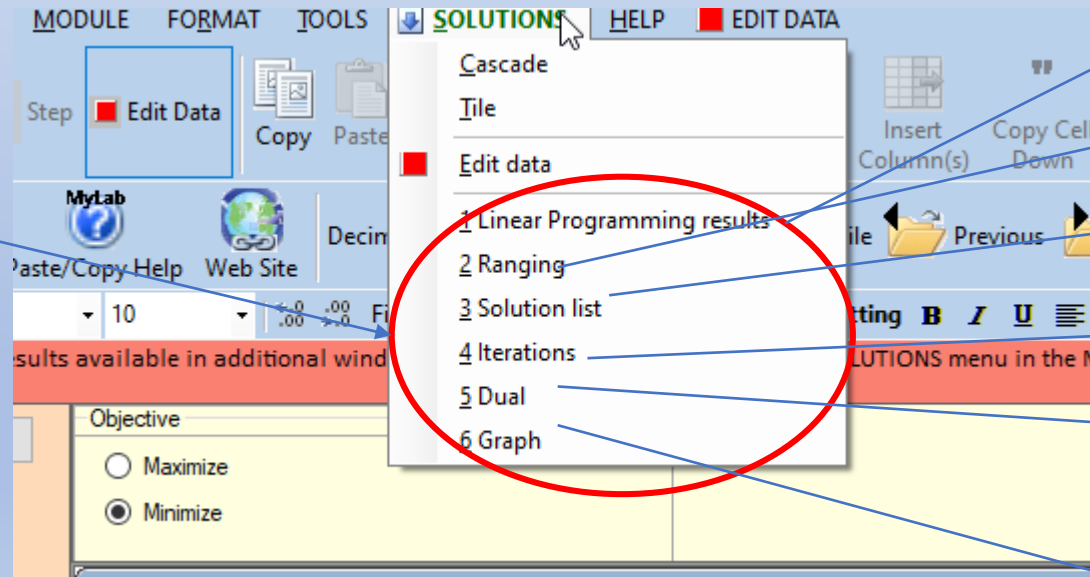 MODULE FORMAT TOOLS SOLUTIONS HELP EDIT DATA
Cascade
Tile
Edit data
1 Linear Programming results
2 Ranging
3 Solution list
4 Iterations
5 Dual
6 Graph
Step Edit Data Copy Paste Insert Column(s) Copy Cell Down
MyLab
Paste/Copy Help Web Site Decim ile Previous
10 .00 .00 Fi tting B I U
esults available in additional wind LUTIONS menu in the M
Objective
Maximize
Minimize